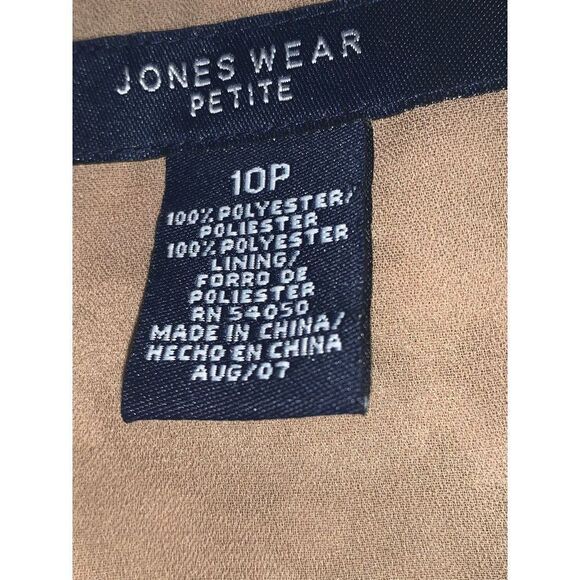 JONES WEAR
PETITE
10P
100% POLYESTER/
POLIESTER
100% POLYESTER
LINING/
FORRO DE
POLIESTER
RN 54050
MADE IN CHINA/
HECHO EN CHINA
AUG/07